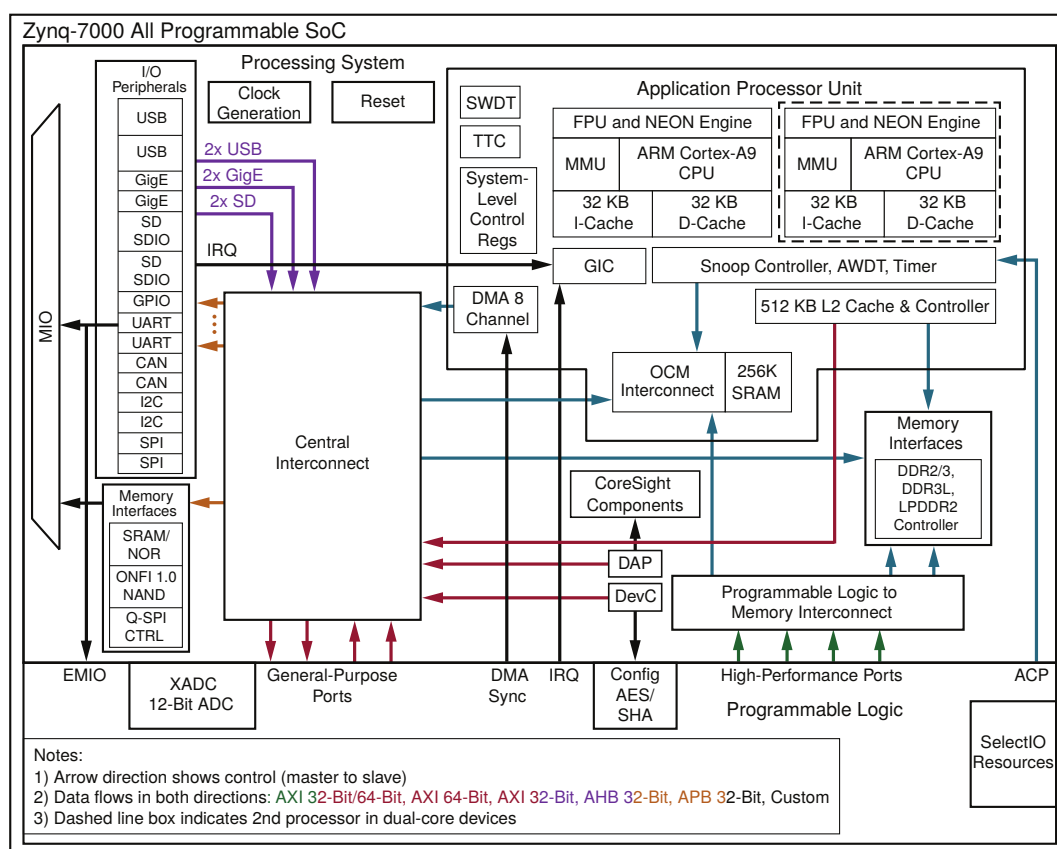 Zynq-7000 All Programmable SoC
Processing System
I/O
Peripherals
USB
USB
GigE
GigE
SD
SDIO
SD
SDIO
GPIO
UART
UART
CAN
CAN
I2C
I2C
SPI
SPI
MIO
Clock
Generation
Reset
2x USB
2x GigE
2x SD
IRQ
Application Processor Unit
SWDT
TTC
System-
Level
Control
Regs
FPU and NEON Engine
MMU
ARM Cortex-A9
CPU
32 KB
I-Cache
32 KB
D-Cache
FPU and NEON Engine
MMU
ARM Cortex-A9
CPU
32 KB
I-Cache
32 KB
D-Cache
GIC
Snoop Controller, AWDT, Timer
DMA 8
Channel
512 KB L2 Cache & Controller
OCM
Interconnect
256K
SRAM
Central
Interconnect
Memory
Interfaces
DDR2/3,
DDR3L,
LPDDR2
Controller
CoreSight
Components
DAP
DevC
Programmable Logic to
Memory Interconnect
Memory
Interfaces
SRAM/
NOR
ONFI 1.0
NAND
Q-SPI
CTRL
EMIO
XADC
12-Bit ADC
General-Purpose
Ports
DMA
Sync
IRQ
Config
AES/
SHA
High-Performance Ports
ACP
Programmable Logic
SelectIO
Resources
Notes:
1) Arrow direction shows control (master to slave)
2) Data flows in both directions: AXI 32-Bit/64-Bit, AXI 64-Bit, AXI 32-Bit, AHB 32-Bit, APB 32-Bit, Custom
3) Dashed line box indicates 2nd processor in dual-core devices